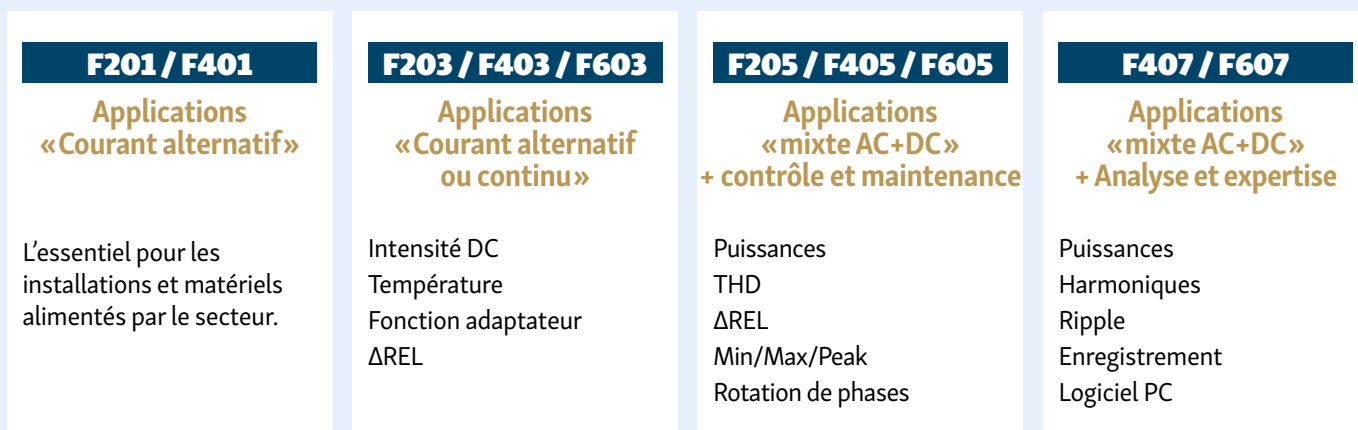 F201 / F401
Applications
«Courant alternatif»
L’essentiel pour les
installations et matériels
alimentés par le secteur.
F203 / F403 / F603
Applications
«Courant alternatif
ou continu»
Intensité DC
Température
Fonction adaptateur
ΔREL
F205 / F405 / F605
Applications
«mixte AC+DC»
+ contrôle et maintenance
Puissances
THD
ΔREL
Min/Max/Peak
Rotation de phases
F407 / F607
Applications
«mixte AC+DC»
+ Analyse et expertise
Puissances
Harmoniques
Ripple
Enregistrement
Logiciel PC